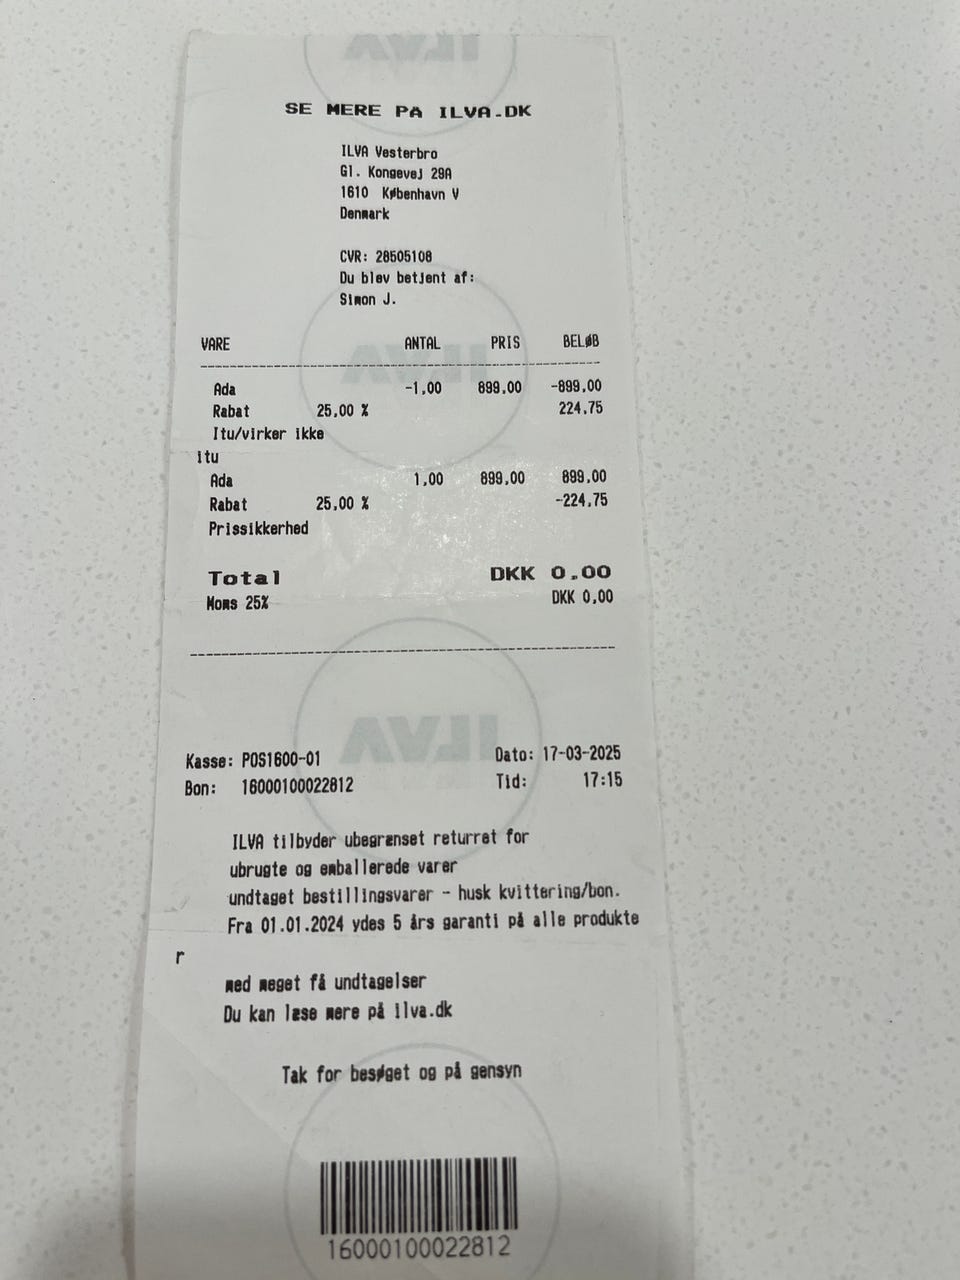 ILVA
SE MERE PÅ ILVA.DK
ILVA Vesterbro
Gl. Kongevej 29A
1610 København V
Denmark
CVR: 28505108
Du blev betjent af:
Simon J.
VARE ANTAL PRIS BELØB
ILVA
Ada -1,00 899,00 -899,00
Rabat 25,00 % 224,75
Itu/virker ikke
itu
Ada 1,00 899,00 899,00
Rabat 25,00 % -224,75
Prissikkerhed
Total DKK 0,00
Moms 25% DKK 0,00
ILVA
Kasse: POS1600-01 Dato: 17-03-2025
Bon: 16000100022812 Tid: 17:15
ILVA tilbyder ubegrænset returret for
ubrugte og emballerede varer
undtaget bestillingsvarer - husk kvittering/bon.
Fra 01.01.2024 ydes 5 års garanti på alle produkte
r
med meget få undtagelser
Du kan læse mere på ilva.dk
Tak for besøget og på gensyn
16000100022812